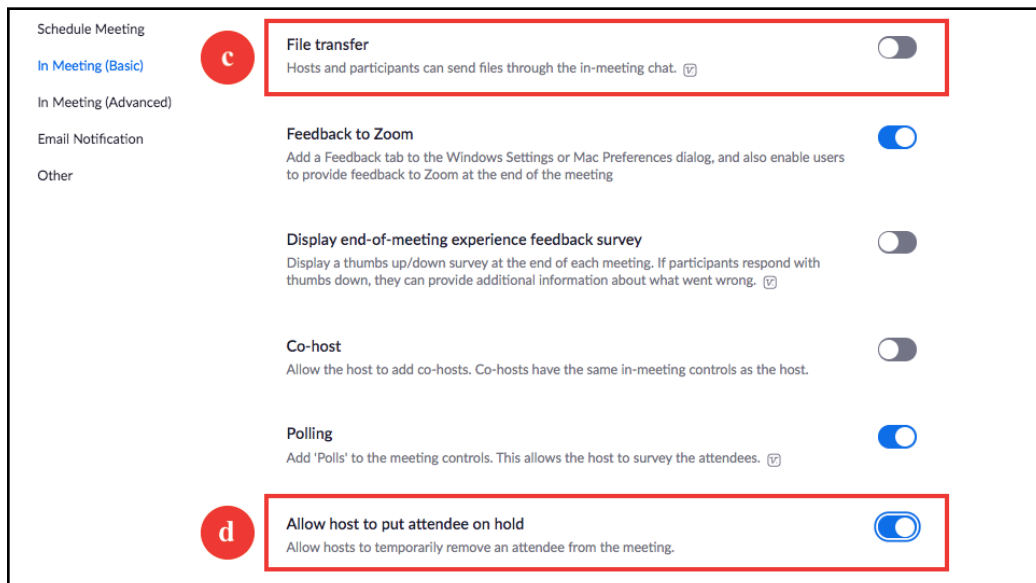 Schedule Meeting
In Meeting (Basic)
In Meeting (Advanced)
Email Notification
Other
c
File transfer
Hosts and participants can send files through the in-meeting chat.
Feedback to Zoom
Add a Feedback tab to the Windows Settings or Mac Preferences dialog, and also enable users
to provide feedback to Zoom at the end of the meeting
Display end-of-meeting experience feedback survey
Display a thumbs up/down survey at the end of each meeting. If participants respond with
thumbs down, they can provide additional information about what went wrong.
Co-host
Allow the host to add co-hosts. Co-hosts have the same in-meeting controls as the host.
Polling
Add 'Polls' to the meeting controls. This allows the host to survey the attendees.
d
Allow host to put attendee on hold
Allow hosts to temporarily remove an attendee from the meeting.